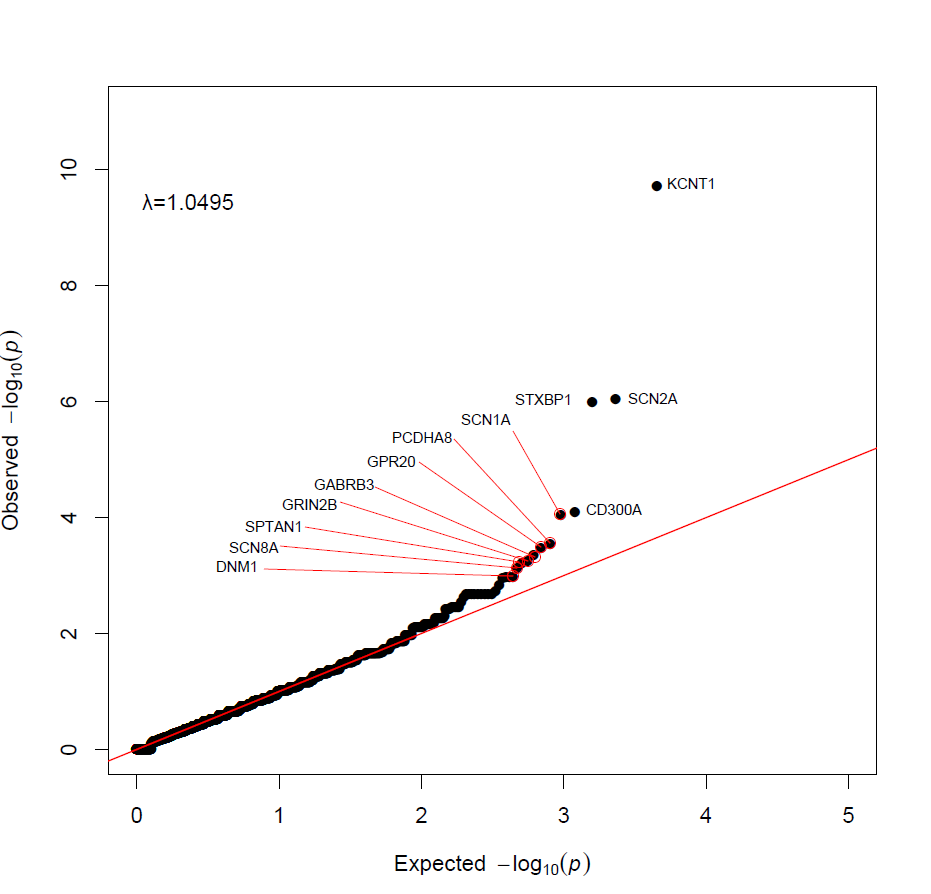 10
KCNT1
λ=1.0495
8
6
STXBP1
SCN2A
SCN1A
PCDHA8
GPR20
GABRB3
GRIN2B
CD300A
4
SPTAN1
SCN8A
DNM1
2
0
0 1 2 3 4 5
Observed −log10(p)
Expected −log10(p)